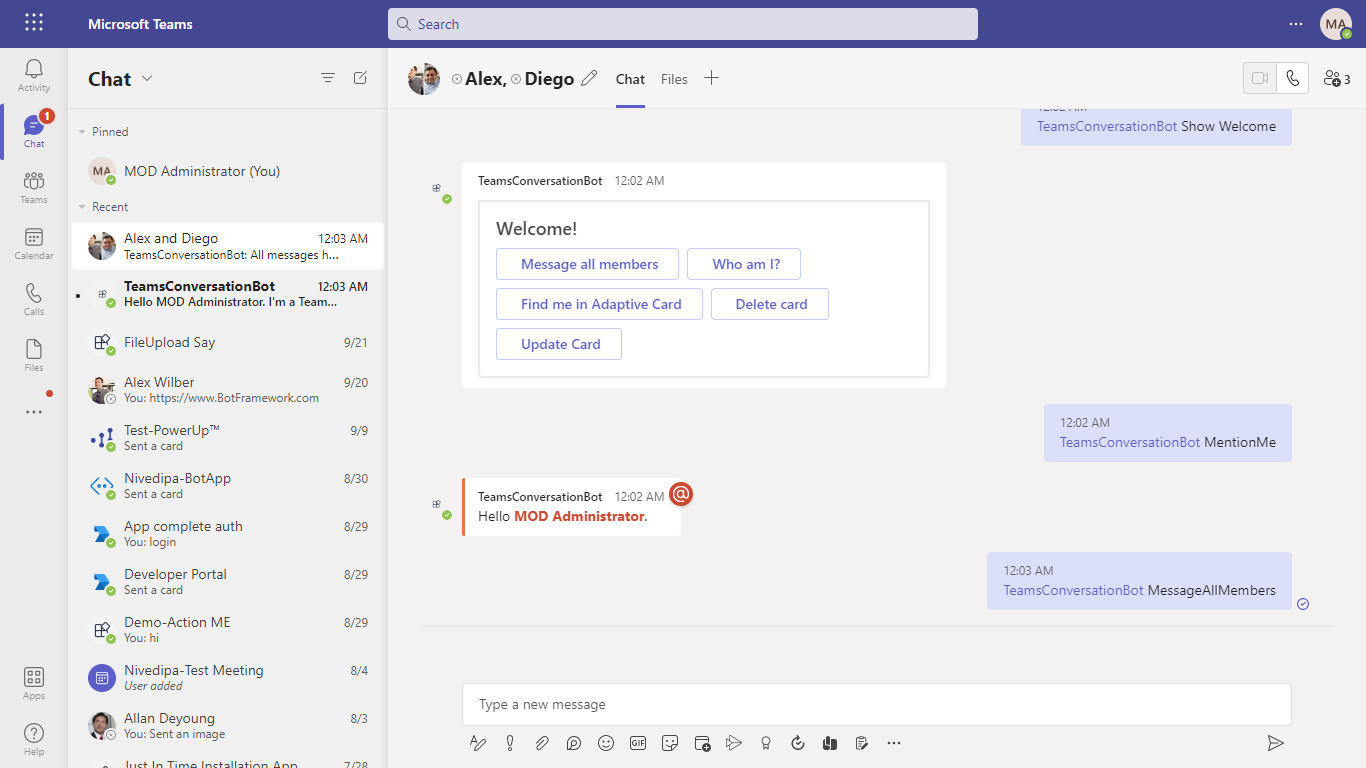 Microsoft Teams
Search
MA
Activity
1
Chat
Teams
Calendar
Calls
Files
Apps
Help
Chat
Pinned
MA
MOD Administrator (You)
Recent
Alex and Diego 12:03 AM
TeamsConversationBot: All messages h...
TeamsConversationBot 12:03 AM
Hello MOD Administrator. I'm a Team...
FileUpload Say 9/21
Alex Wilber 9/20
You: https://www.BotFramework.com
Test-PowerUp™ 9/9
Sent a card
Nivedipa-BotApp 8/30
Sent a card
App complete auth 8/29
You: login
Developer Portal 8/29
Sent a card
Demo-Action ME 8/29
You: hi
Nivedipa-Test Meeting 8/4
User added
Allan Deyoung 8/3
You: Sent an image
Just In Time Installation App 7/28
Alex, Diego Chat Files 3
12:02 AM
TeamsConversationBot Show Welcome
TeamsConversationBot 12:02 AM
Welcome!
Message all members Who am I?
Find me in Adaptive Card Delete card
Update Card
12:02 AM
TeamsConversationBot MentionMe
TeamsConversationBot 12:02 AM @
Hello MOD Administrator.
12:03 AM
TeamsConversationBot MessageAllMembers
Type a new message
GIF